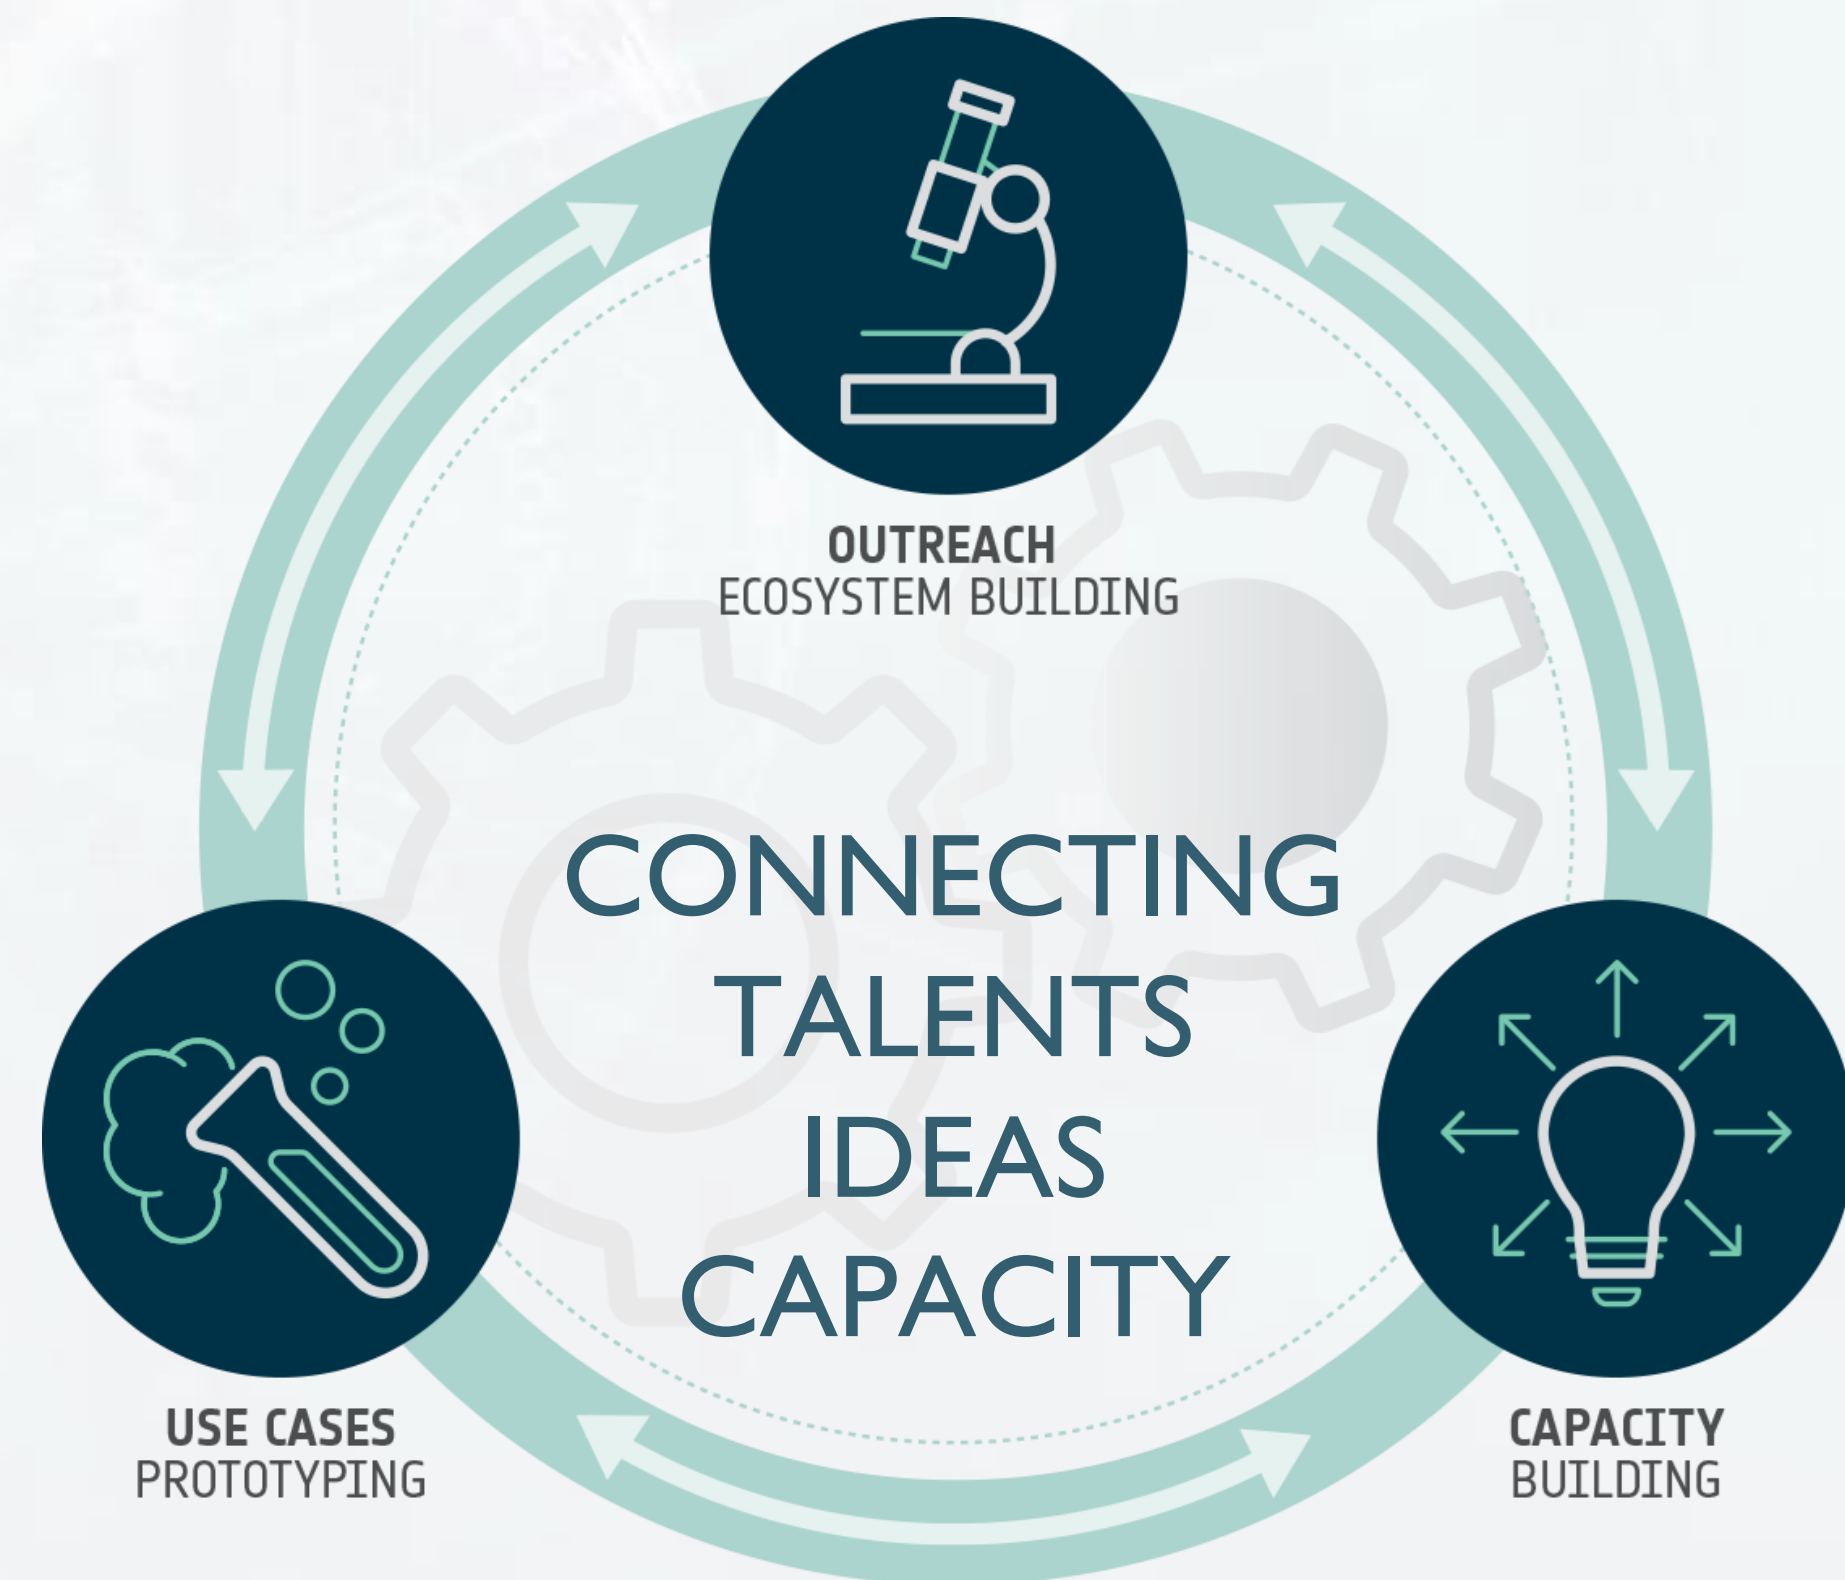 OUTREACH
ECOSYSTEM BUILDING
CONNECTING
TALENTS
IDEAS
CAPACITY
USE CASES
PROTOTYPING
CAPACITY
BUILDING